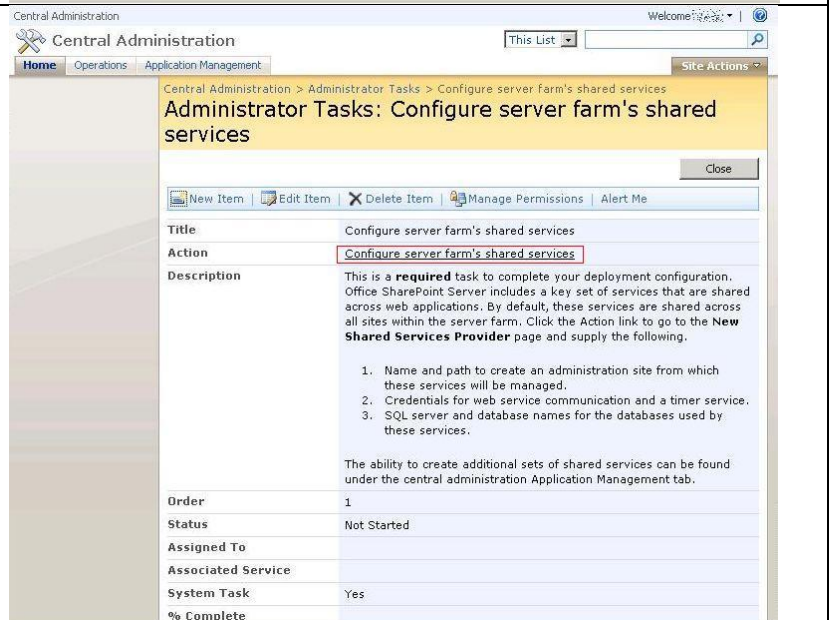 Central Administration
Welcome
Central Administration
This List
Home Operations Application Management
Site Actions
Central Administration > Administrator Tasks > Configure server farm's shared services
Administrator Tasks: Configure server farm's shared
services
Close
New Item | Edit Item | Delete Item | Manage Permissions | Alert Me
Title Configure server farm's shared services
Action Configure server farm's shared services
Description This is a required task to complete your deployment configuration.
Office SharePoint Server includes a key set of services that are shared
across web applications. By default, these services are shared across
all sites within the server farm. Click the Action link to go to the New
Shared Services Provider page and supply the following.
1. Name and path to create an administration site from which
these services will be managed.
2. Credentials for web service communication and a timer service.
3. SQL server and database names for the databases used by
these services.
The ability to create additional sets of shared services can be found
under the central administration Application Management tab.
Order 1
Status Not Started
Assigned To
Associated Service
System Task Yes
% Complete